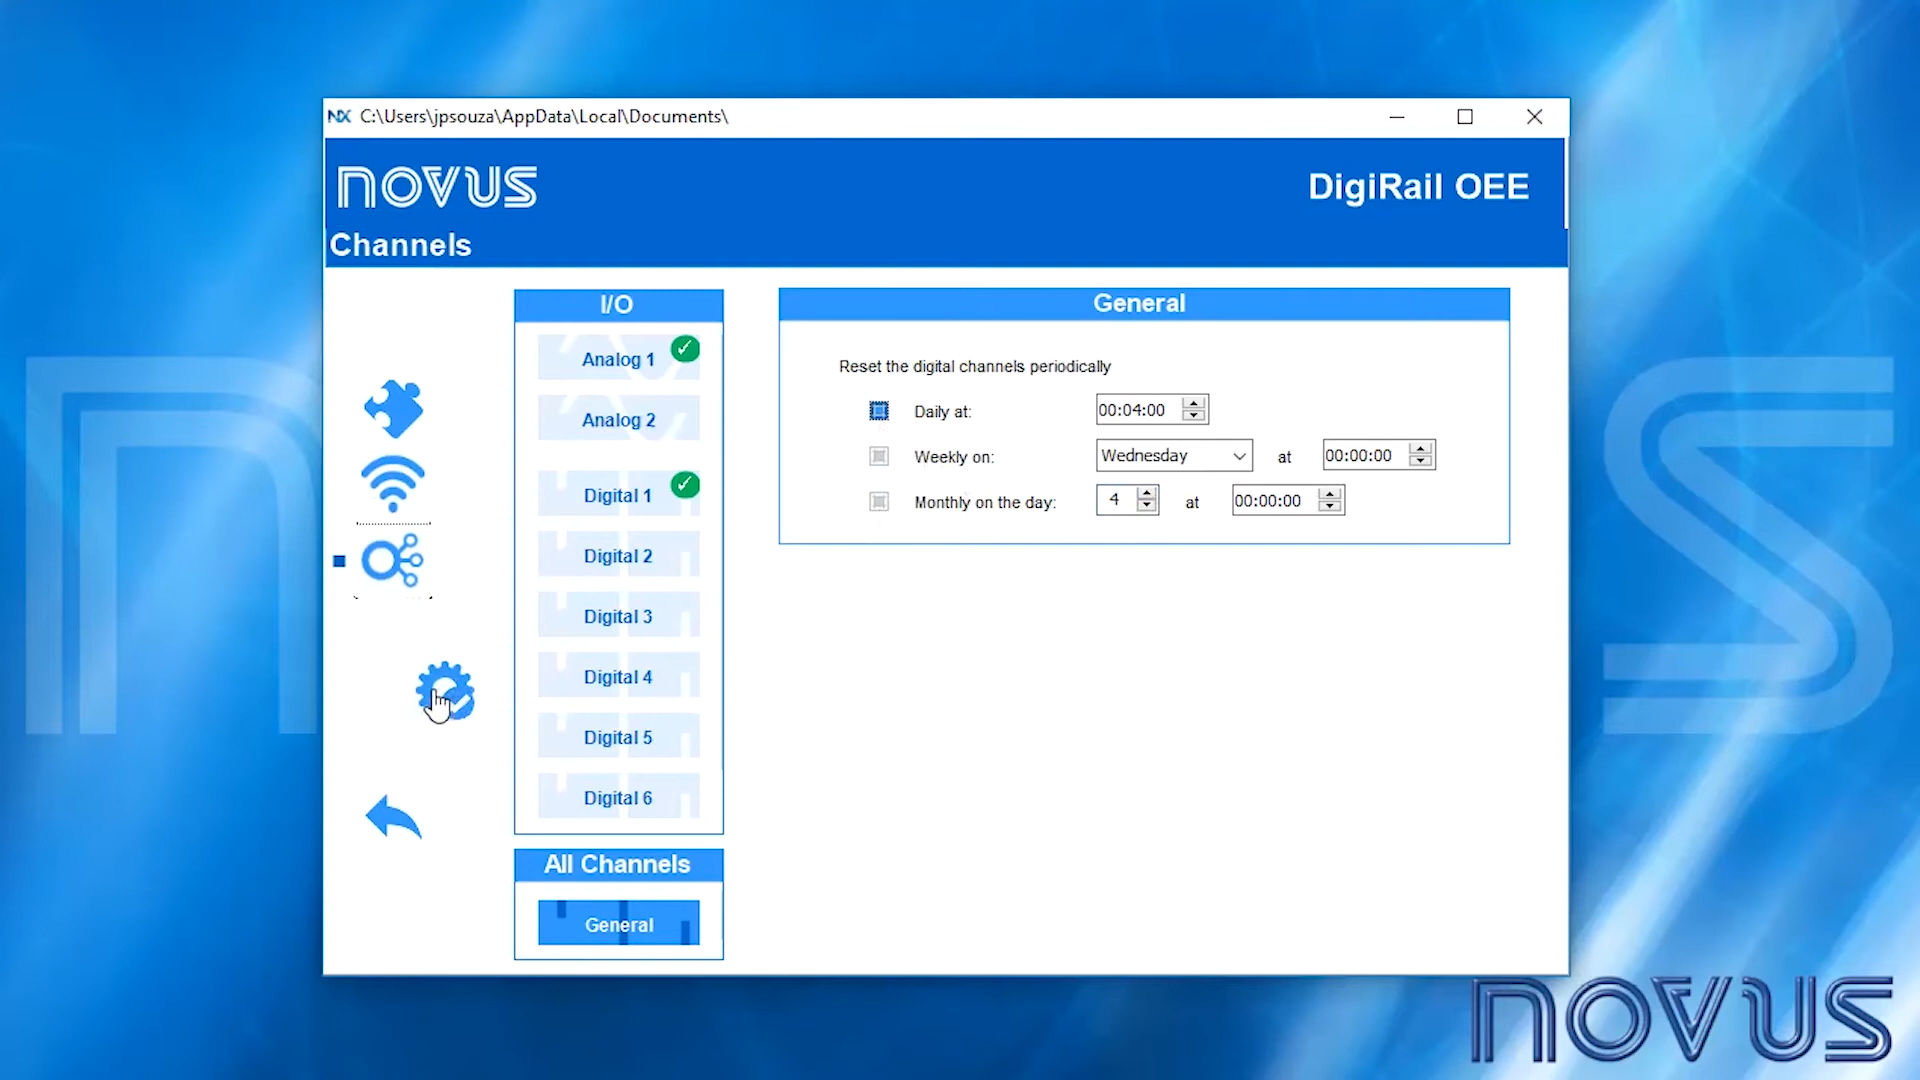 NX C:\Users\jpsouza\AppData\Local\Documents\
novus
DigiRail OEE
Channels
I/O
Analog 1
Analog 2
Digital 1
Digital 2
Digital 3
Digital 4
Digital 5
Digital 6
All Channels
General
General
Reset the digital channels periodically
Daily at: 00:04:00
Weekly on: Wednesday at 00:00:00
Monthly on the day: 4 at 00:00:00
novus